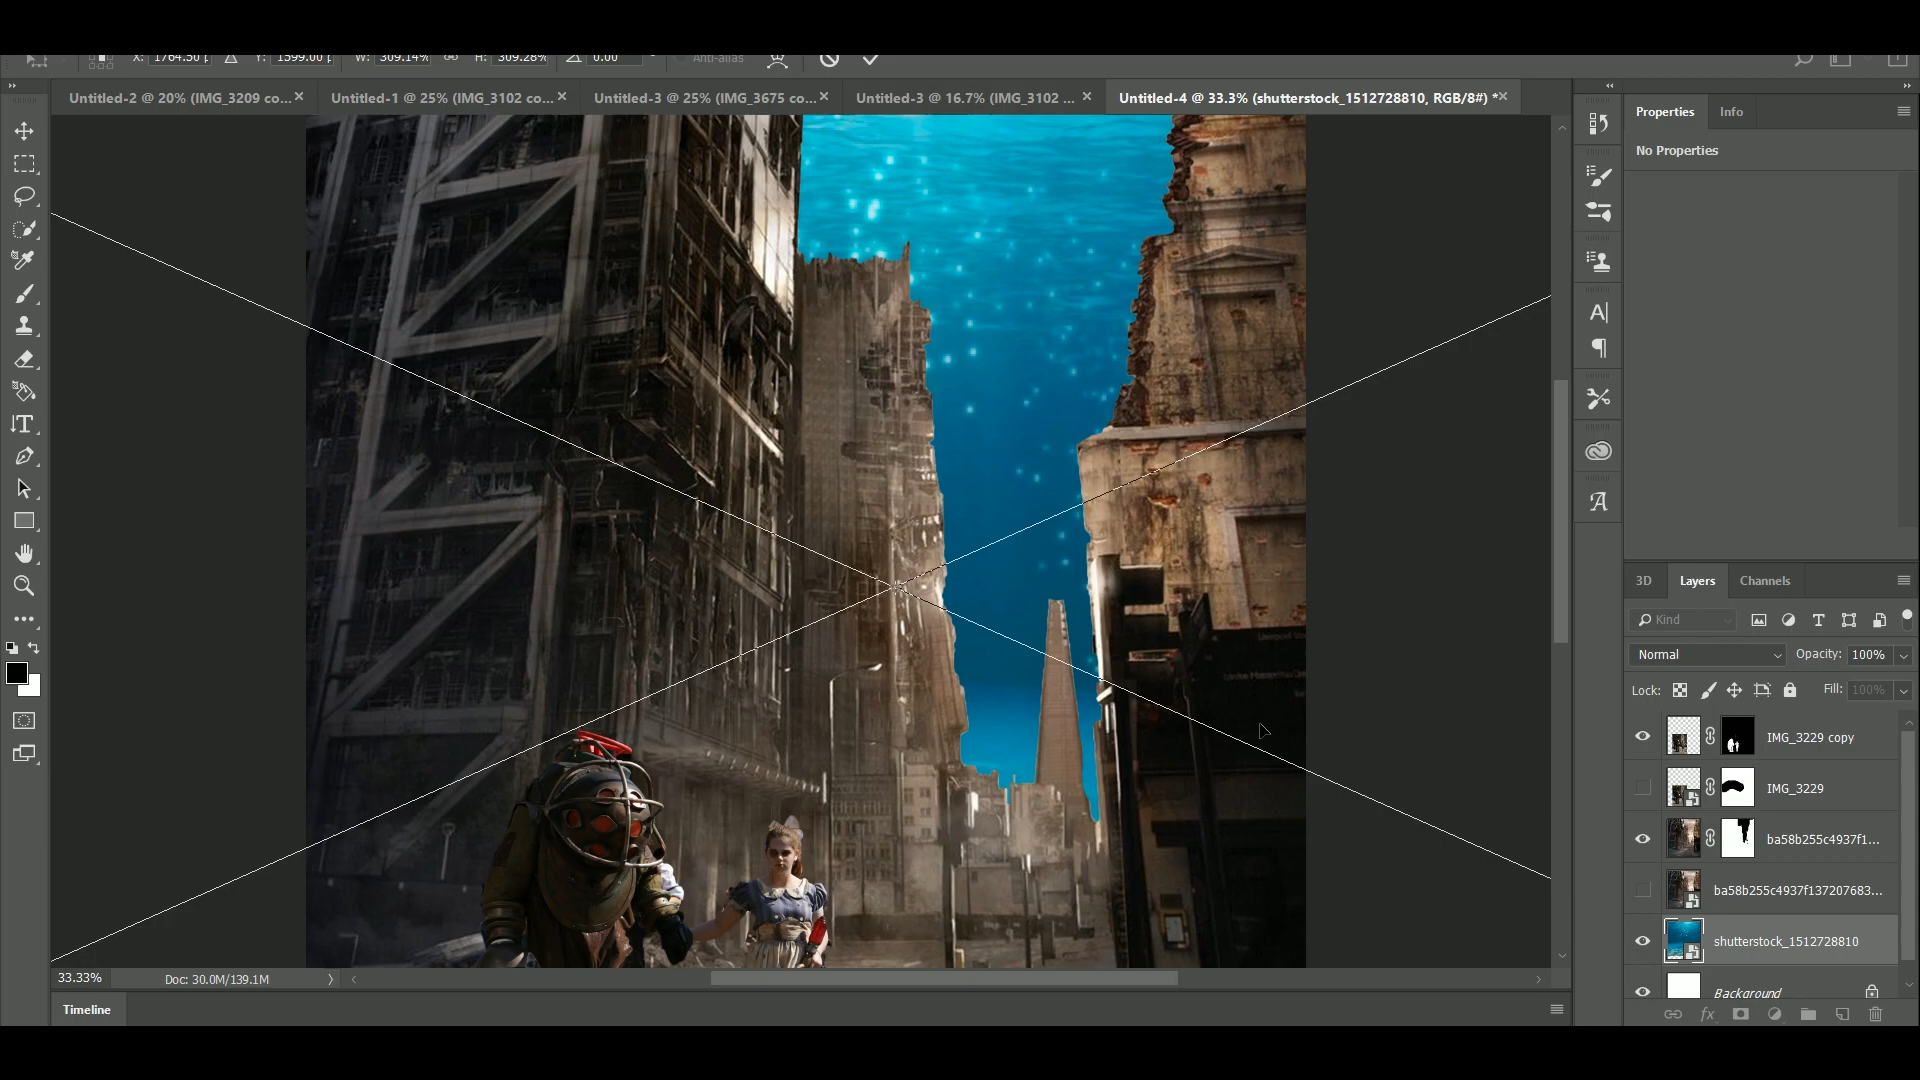 X: 1764.50 p Y: 1599.00 p W: 309.14% H: 309.28% 0.00 Anti-alias
Untitled-2 @ 20% (IMG_3209 co... Untitled-1 @ 25% (IMG_3102 co... Untitled-3 @ 25% (IMG_3675 co... Untitled-3 @ 16.7% (IMG_3102 ... Untitled-4 @ 33.3% (shutterstock_1512728810, RGB/8#) *
Properties Info
No Properties
3D Layers Channels
Kind
Normal Opacity: 100%
Lock: Fill: 100%
IMG_3229 copy
IMG_3229
ba58b255c4937f1...
ba58b255c4937f137207683...
shutterstock_1512728810
Background
33.33% Doc: 30.0M/139.1M
Timeline